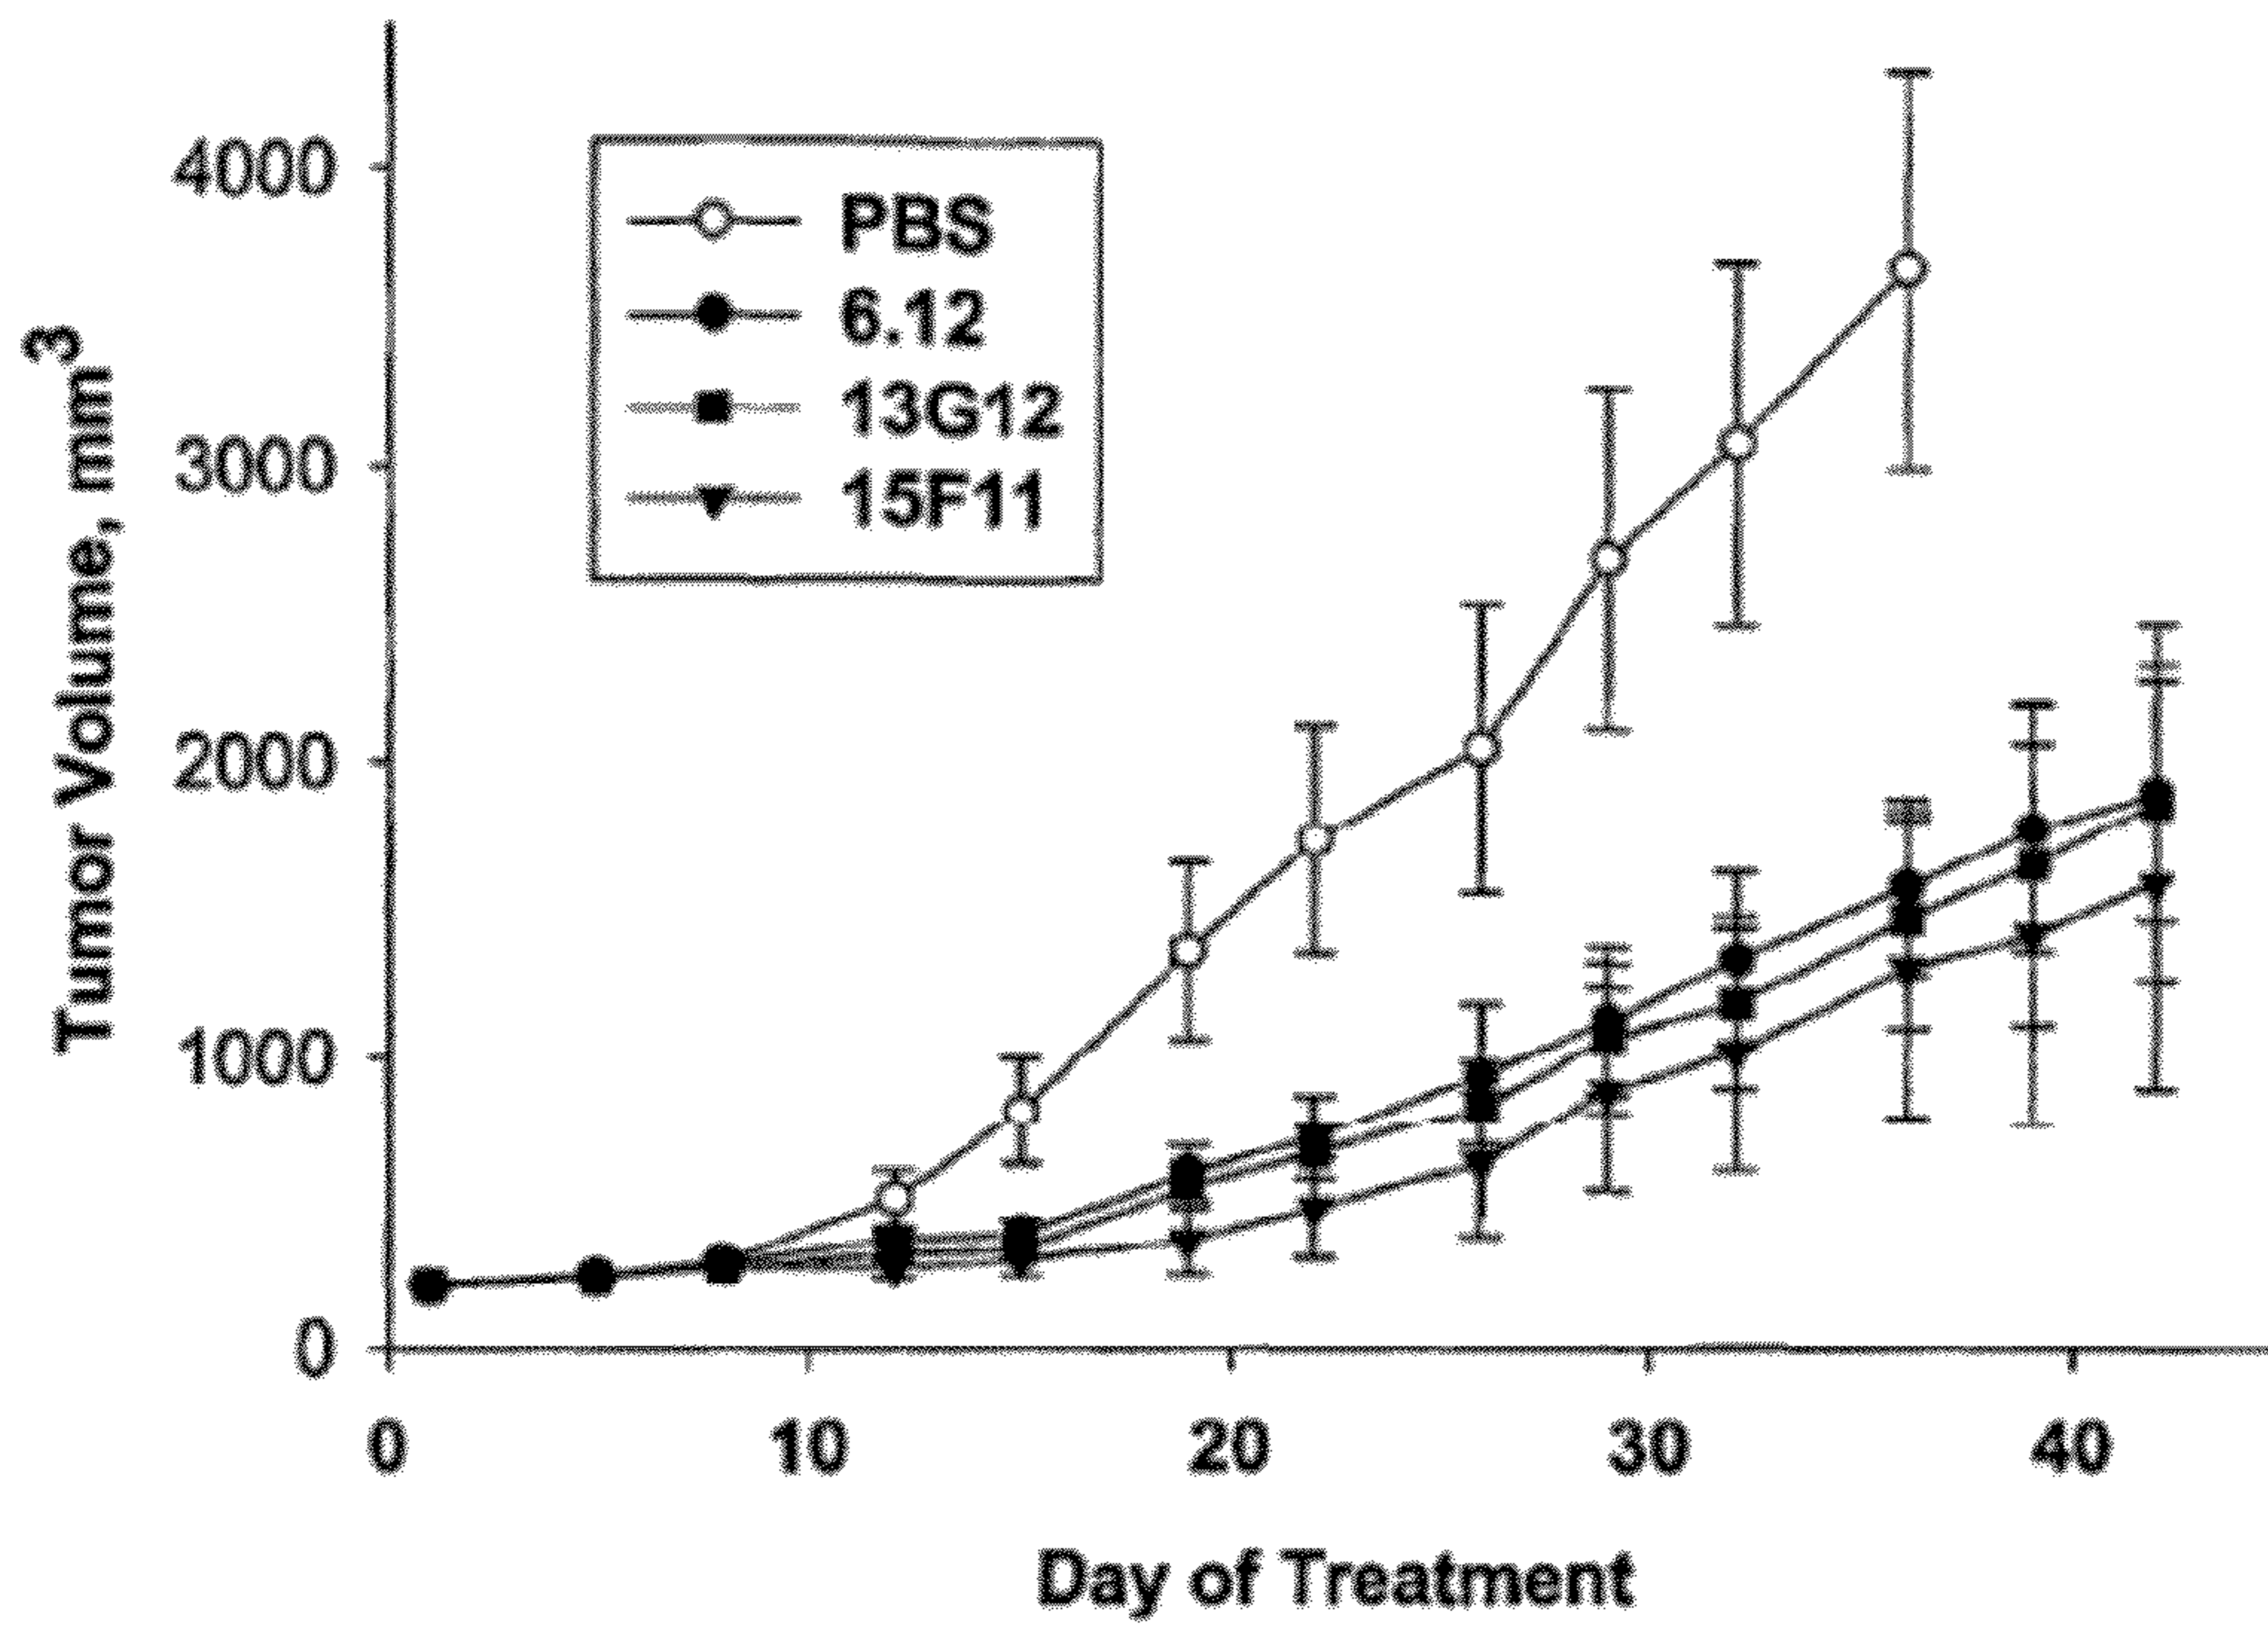 Tumor Volume, mm3
4000
3000
2000
1000
0
PBS
6.12
13G12
15F11
0 10 20 30 40
Day of Treatment